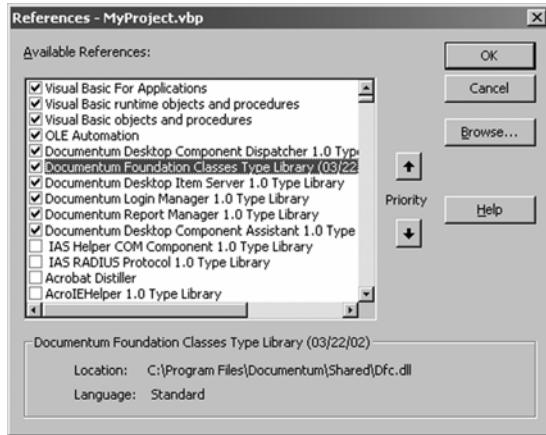 References - MyProject.vbp
Available References:
Visual Basic For Applications
Visual Basic runtime objects and procedures
Visual Basic objects and procedures
OLE Automation
Documentum Desktop Component Dispatcher 1.0 Typ
Documentum Foundation Classes Type Library (03/22
Documentum Desktop Item Server 1.0 Type Library
Documentum Login Manager 1.0 Type Library
Documentum Report Manager 1.0 Type Library
Documentum Desktop Component Assistant 1.0 Type
IAS Helper COM Component 1.0 Type Library
IAS RADIUS Protocol 1.0 Type Library
Acrobat Distiller
AcroIEHelper 1.0 Type Library
Priority
OK
Cancel
Browse...
Help
Documentum Foundation Classes Type Library (03/22/02)
Location: C:\Program Files\Documentum\Shared\Dfc.dll
Language: Standard